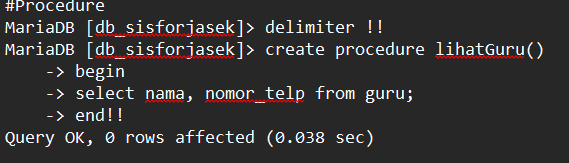 #Procedure
MariaDB [db_sisforjasek]> delimiter !!
MariaDB [db_sisforjasek]> create procedure lihatGuru()
    -> begin
    -> select nama, nomor_telp from guru;
    -> end!!
Query OK, 0 rows affected (0.038 sec)